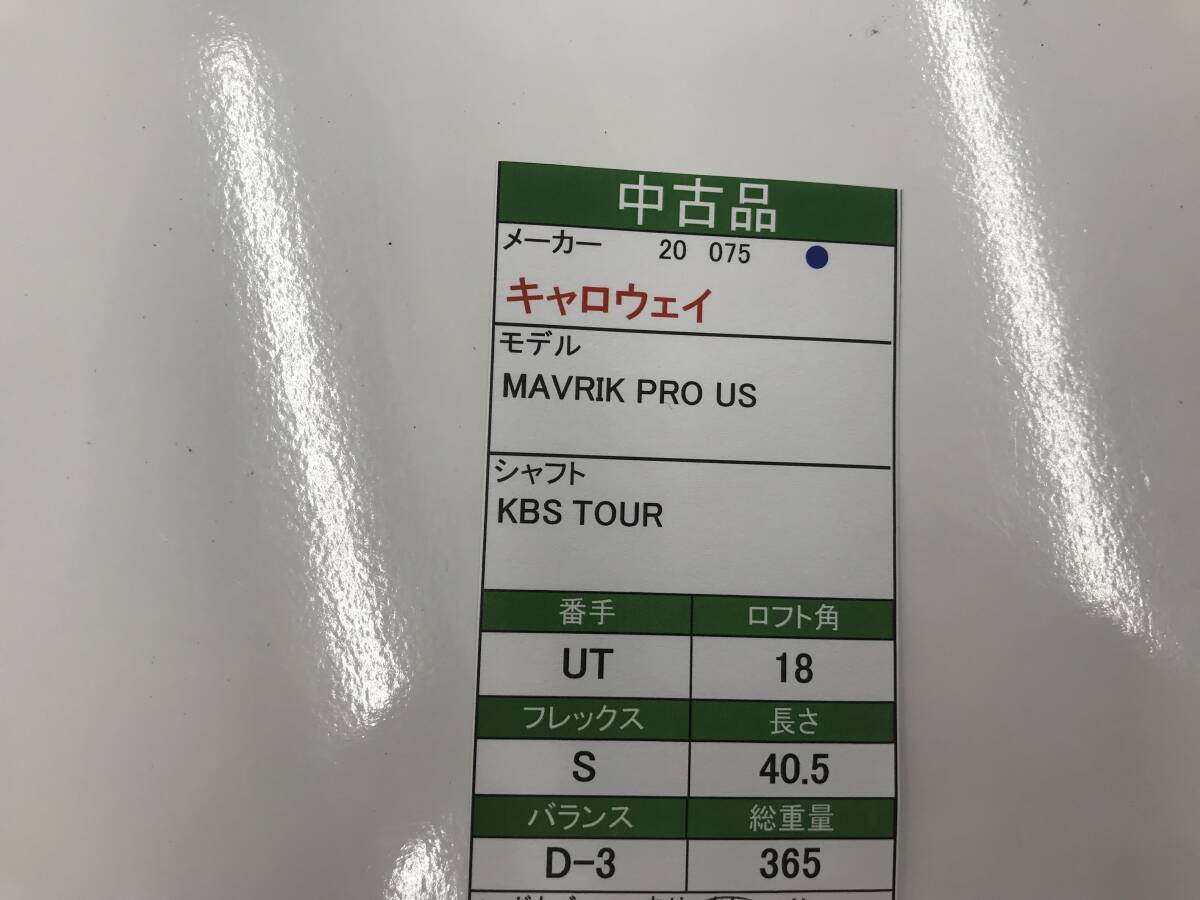 中古品
メーカー 20 075
キャロウェイ
モデル
MAVRIK PRO US
シャフト
KBS TOUR
番手 ロフト角
UT 18
フレックス 長さ
S 40.5
バランス 総重量
D-3 365